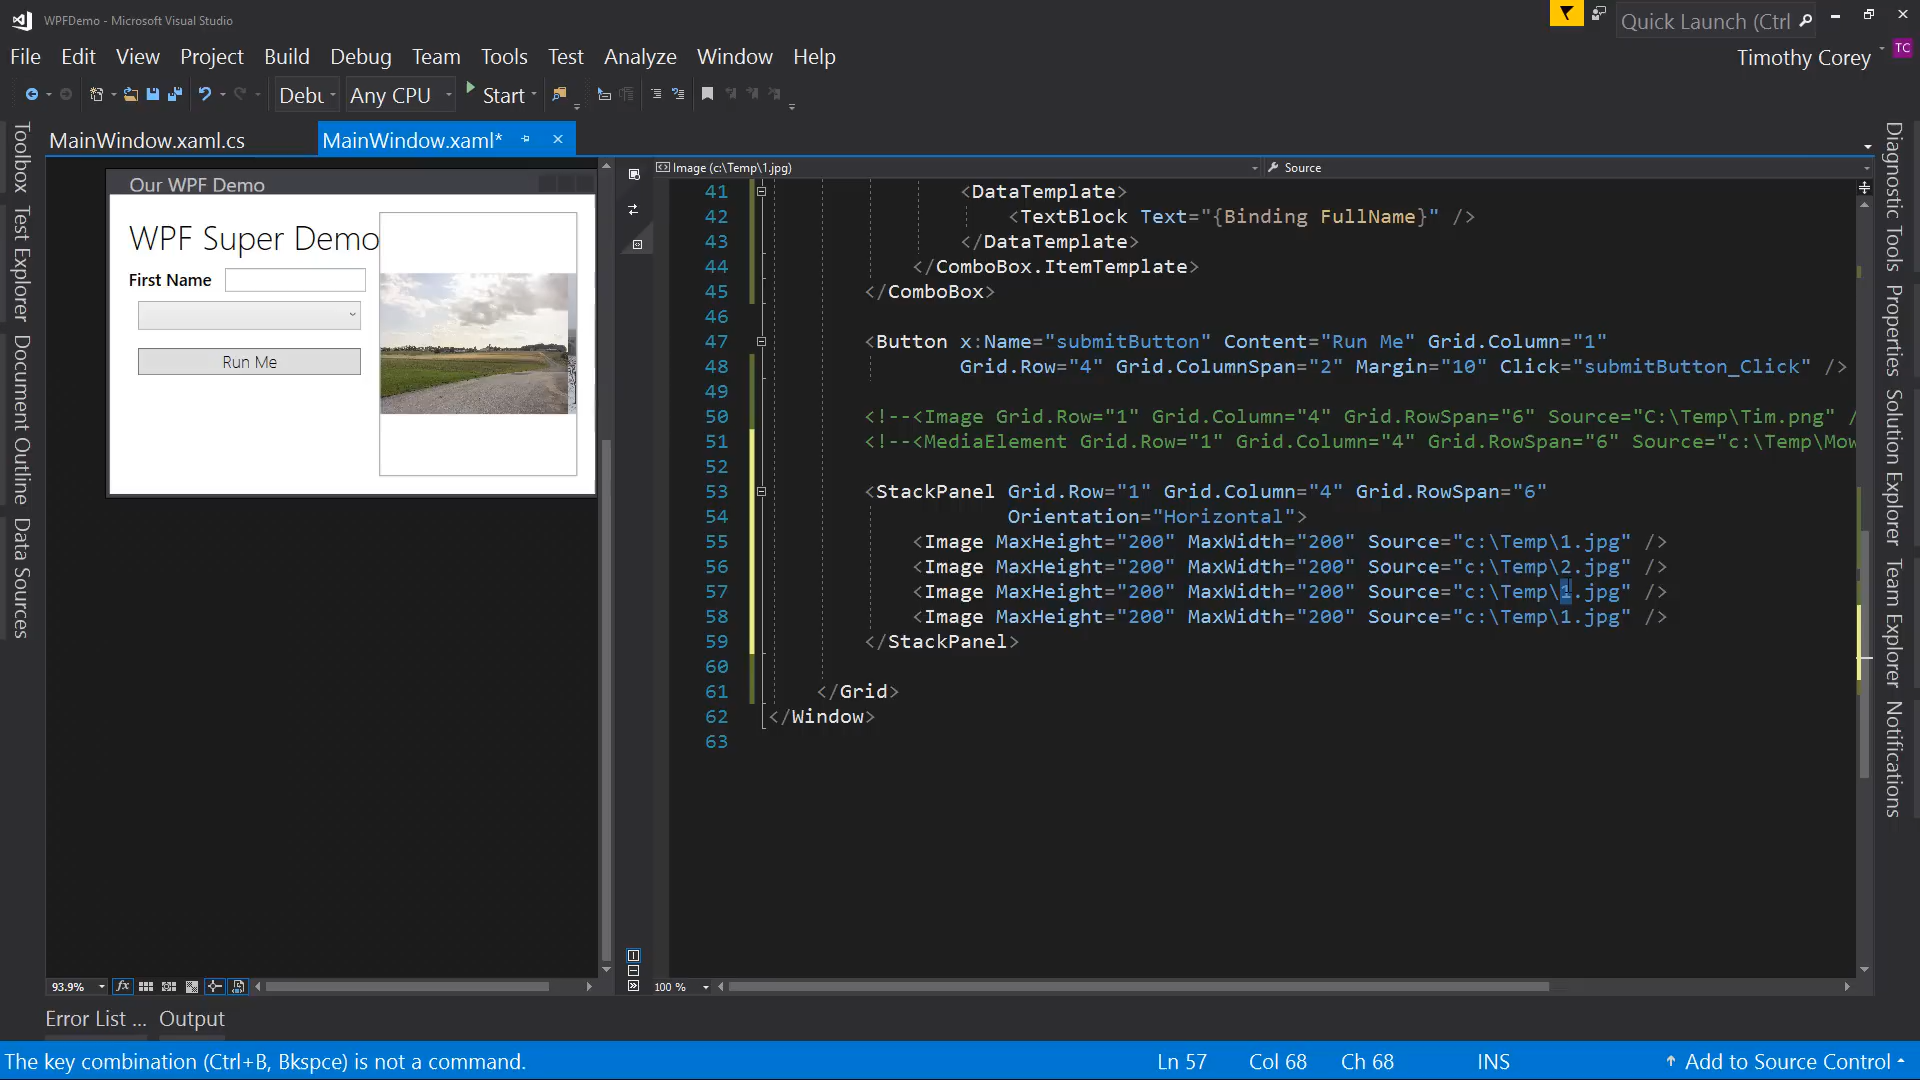 WPFDemo - Microsoft Visual Studio
Quick Launch (Ctrl
File Edit View Project Build Debug Team Tools Test Analyze Window Help
Timothy Corey
TC
Debu
Any CPU
Start
MainWindow.xaml.cs
MainWindow.xaml*
Toolbox
Test Explorer
Document Outline
Data Sources
Our WPF Demo
WPF Super Demo
First Name
Run Me
Image (c:\Temp\1.jpg)
Source
41 <DataTemplate>
42 <TextBlock Text="{Binding FullName}" />
43 </DataTemplate>
44 </ComboBox.ItemTemplate>
45 </ComboBox>
46
47 <Button x:Name="submitButton" Content="Run Me" Grid.Column="1"
48 Grid.Row="4" Grid.ColumnSpan="2" Margin="10" Click="submitButton_Click" />
49
50 <!--<Image Grid.Row="1" Grid.Column="4" Grid.RowSpan="6" Source="C:\Temp\Tim.png" /
51 <!--<MediaElement Grid.Row="1" Grid.Column="4" Grid.RowSpan="6" Source="c:\Temp\Mow
52
53 <StackPanel Grid.Row="1" Grid.Column="4" Grid.RowSpan="6"
54 Orientation="Horizontal">
55 <Image MaxHeight="200" MaxWidth="200" Source="c:\Temp\1.jpg" />
56 <Image MaxHeight="200" MaxWidth="200" Source="c:\Temp\2.jpg" />
57 <Image MaxHeight="200" MaxWidth="200" Source="c:\Temp\1.jpg" />
58 <Image MaxHeight="200" MaxWidth="200" Source="c:\Temp\1.jpg" />
59 </StackPanel>
60
61 </Grid>
62 </Window>
63
Diagnostic Tools
Properties
Solution Explorer
Team Explorer
Notifications
93.9%
fx
100 %
Error List ... Output
The key combination (Ctrl+B, Bkspce) is not a command.
Ln 57 Col 68 Ch 68 INS
Add to Source Control